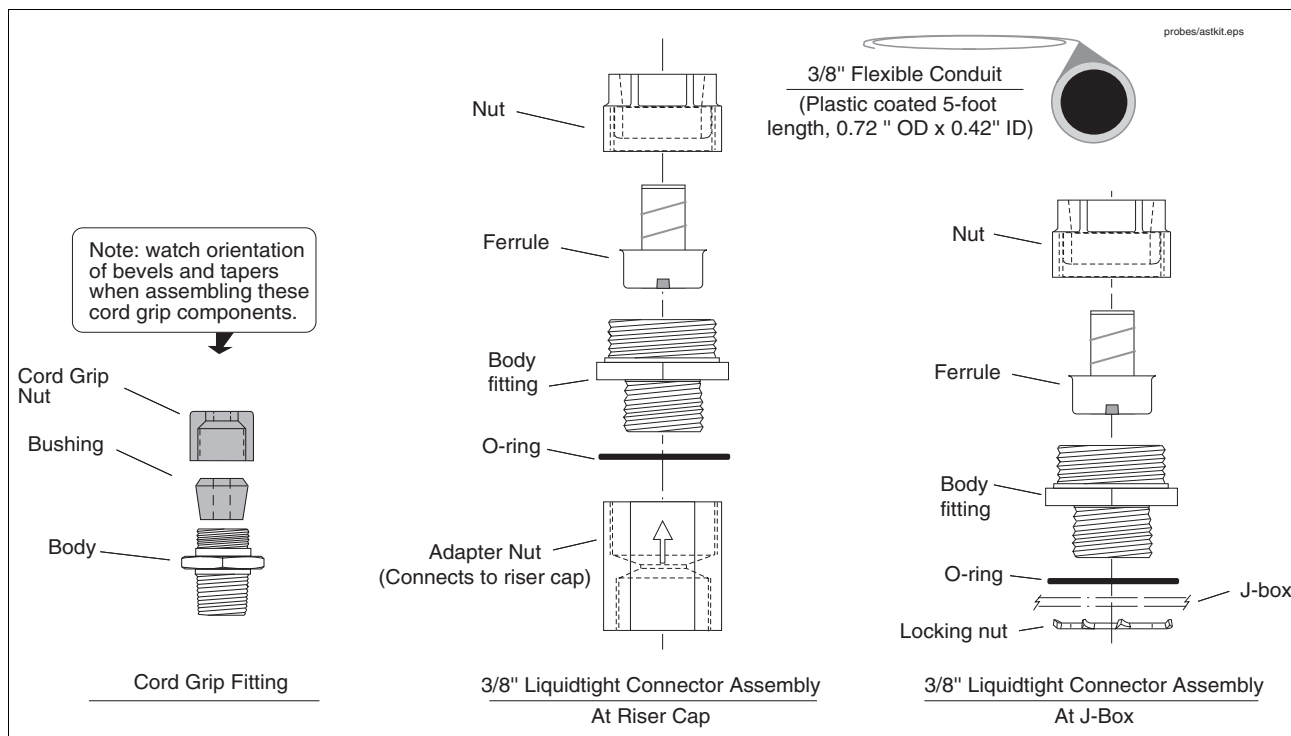 probes/astkit.eps
3/8" Flexible Conduit
(Plastic coated 5-foot
length, 0.72 " OD x 0.42" ID)
Note: watch orientation
of bevels and tapers
when assembling these
cord grip components.
Cord Grip
Nut
Bushing
Body
Cord Grip Fitting
Nut
Ferrule
Body
fitting
O-ring
Adapter Nut
(Connects to riser cap)
3/8" Liquidtight Connector Assembly
At Riser Cap
Nut
Ferrule
Body
fitting
O-ring
J-box
Locking nut
3/8" Liquidtight Connector Assembly
At J-Box